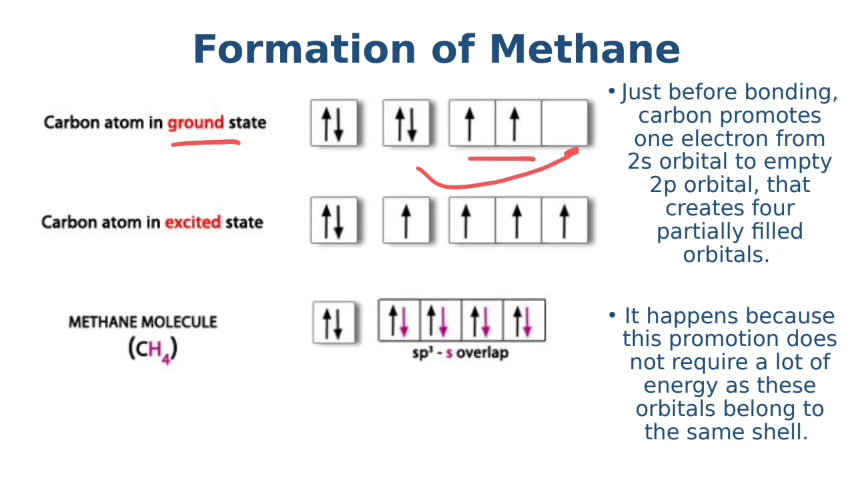 Formation of Methane
Carbon atom in ground state
Carbon atom in excited state
METHANE MOLECULE
(CH₄)
sp³ - s overlap
• Just before bonding,
carbon promotes
one electron from
2s orbital to empty
2p orbital, that
creates four
partially filled
orbitals.
• It happens because
this promotion does
not require a lot of
energy as these
orbitals belong to
the same shell.